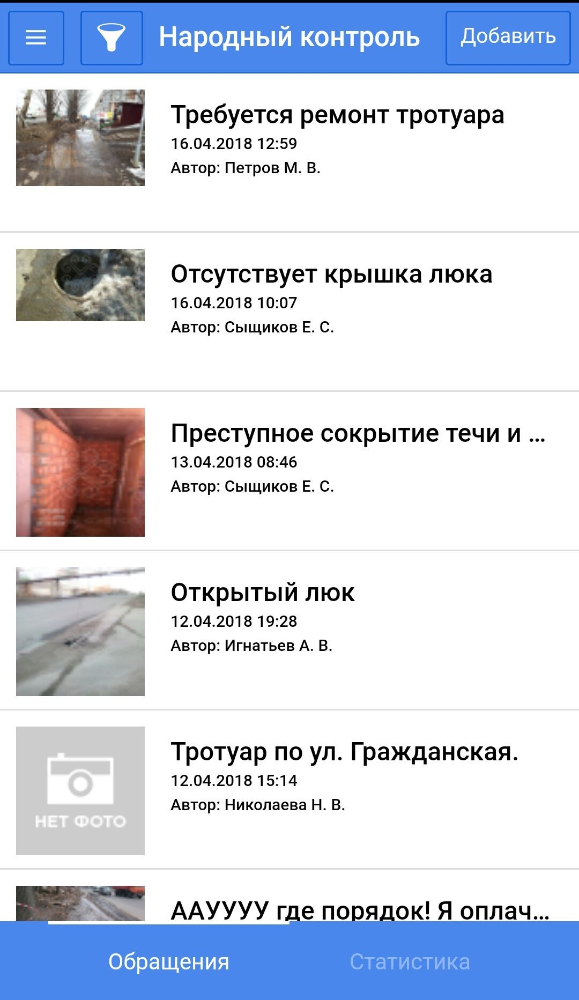 Народный контроль
Добавить
Требуется ремонт тротуара
16.04.2018 12:59
Автор: Петров М. В.
Отсутствует крышка люка
16.04.2018 10:07
Автор: Сыщиков Е. С.
Преступное сокрытие течи и ...
13.04.2018 08:46
Автор: Сыщиков Е. С.
Открытый люк
12.04.2018 19:28
Автор: Игнатьев А. В.
НЕТ ФОТО
Тротуар по ул. Гражданская.
12.04.2018 15:14
Автор: Николаева Н. В.
ААУУУУ где порядок! Я оплач...
Обращения
Статистика